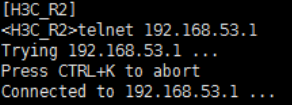 [H3C_R2]
<H3C_R2>telnet 192.168.53.1
Trying 192.168.53.1 ...
Press CTRL+K to abort
Connected to 192.168.53.1 ...